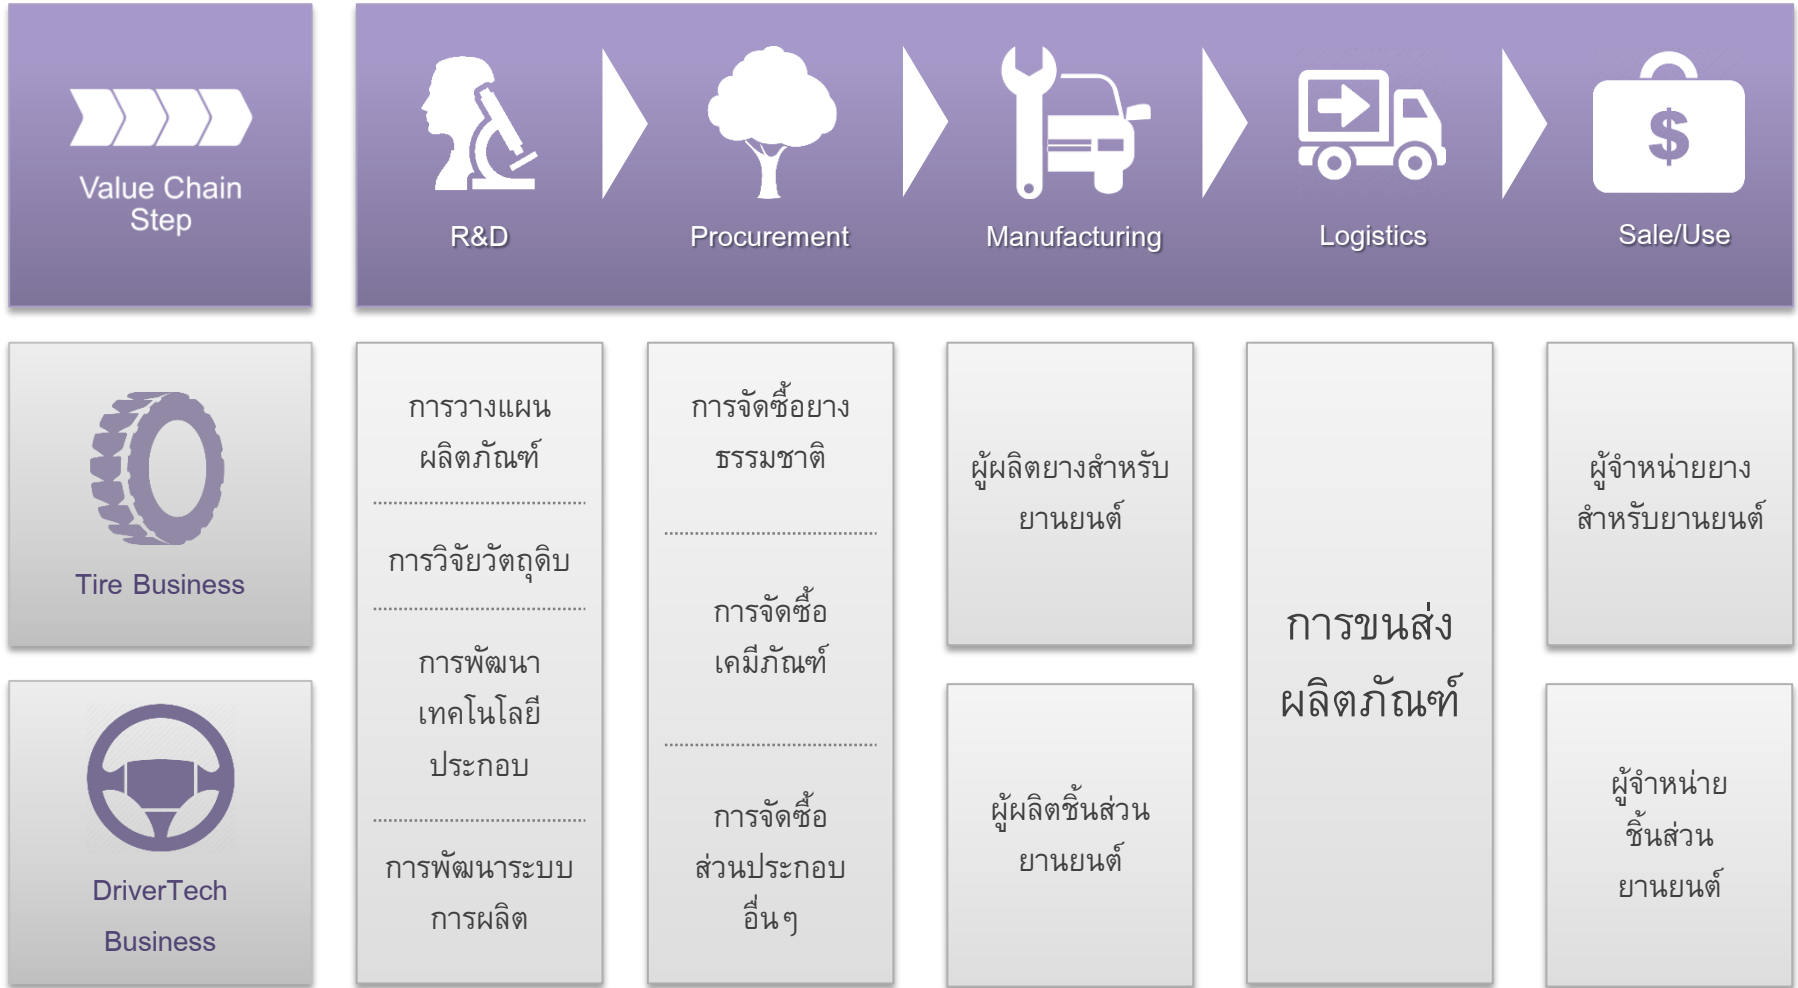 Value Chain
Step
R&D
Procurement
Manufacturing
Logistics
Sale/Use
$
Tire Business
DriverTech
Business
การวางแผน
ผลิตภัณฑ์
การวิจัยวัตถุดิบ
การพัฒนา
เทคโนโลยี
ประกอบ
การพัฒนาระบบ
การผลิต
การจัดซื้อยาง
ธรรมชาติ
การจัดซื้อ
เคมีภัณฑ์
การจัดซื้อ
ส่วนประกอบ
อื่นๆ
ผู้ผลิตยางสำหรับ
ยานยนต์
ผู้ผลิตชิ้นส่วน
ยานยนต์
การขนส่ง
ผลิตภัณฑ์
ผู้จำหน่ายยาง
สำหรับยานยนต์
ผู้จำหน่าย
ชิ้นส่วน
ยานยนต์